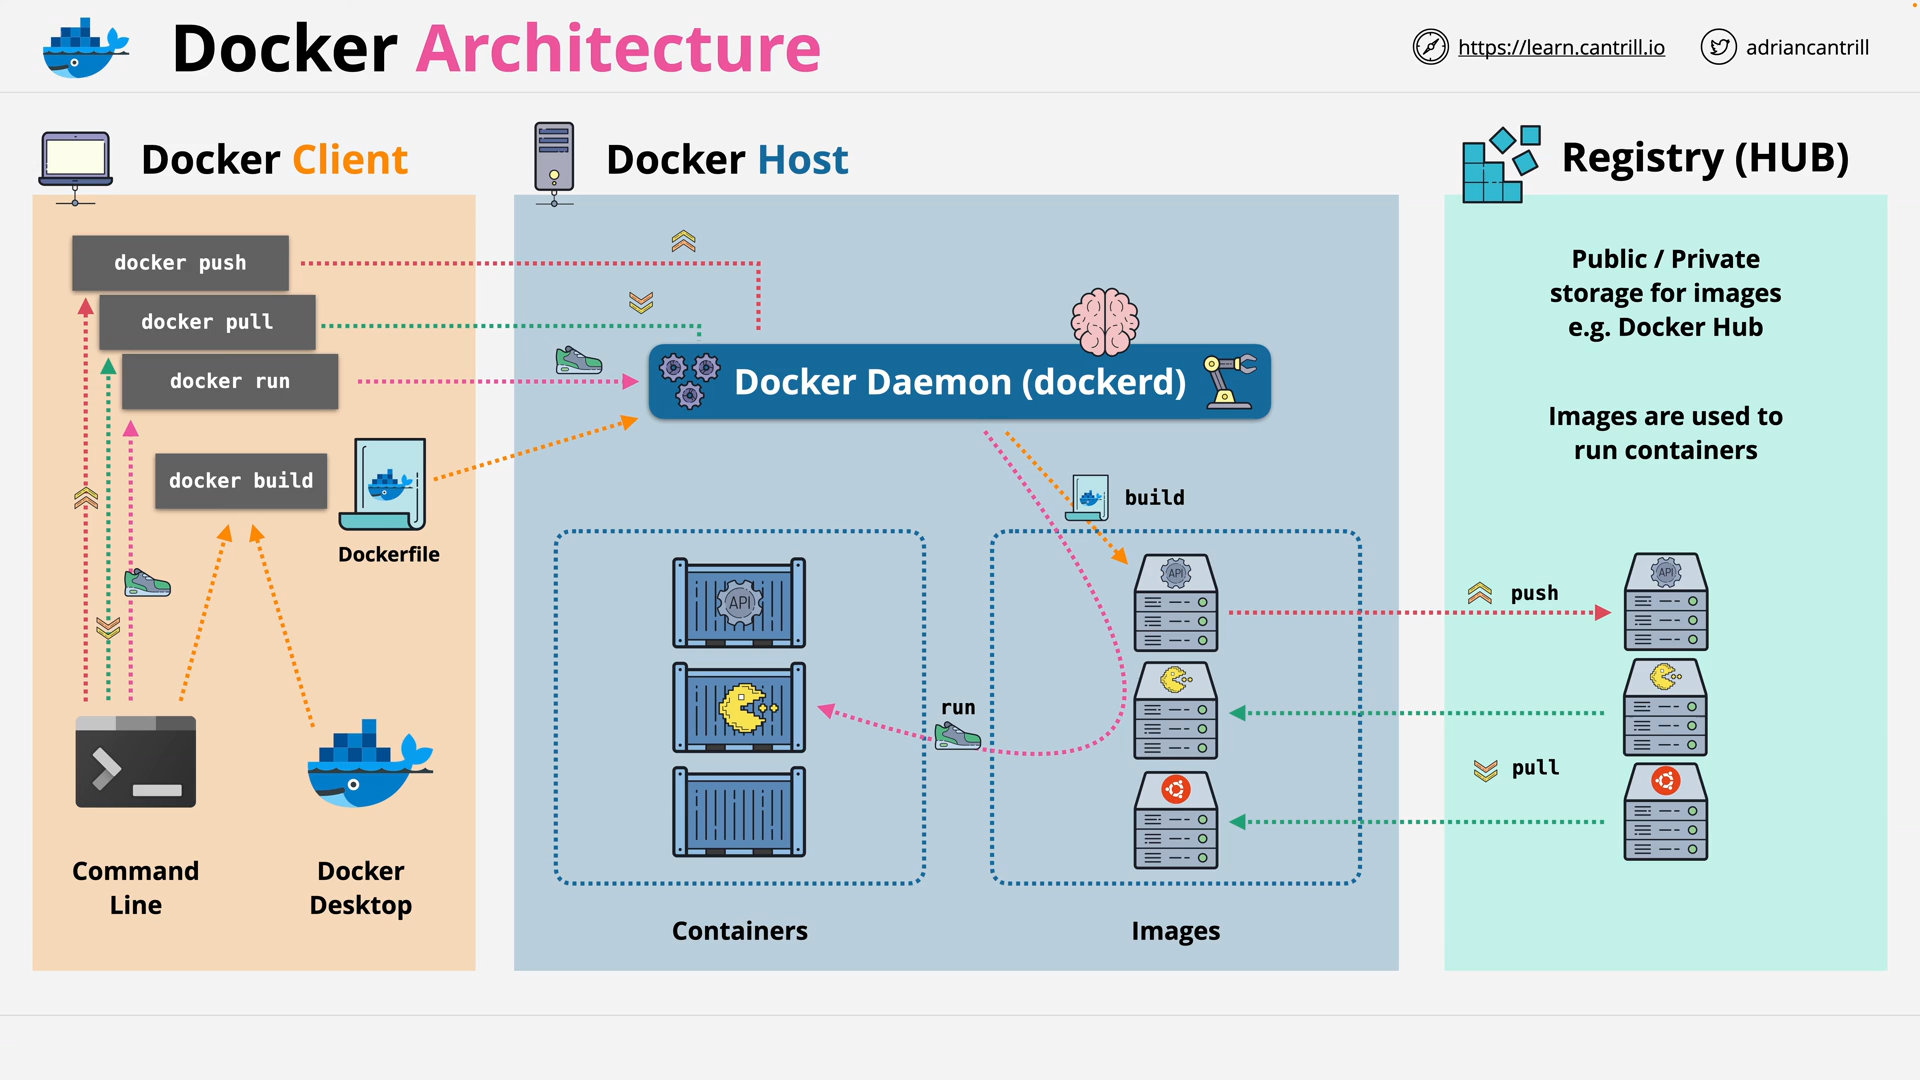 Docker Architecture
https://learn.cantrill.io
adriancantrill
Docker Client
docker push
docker pull
docker run
docker build
Dockerfile
Command
Line
Docker
Desktop
Docker Host
Docker Daemon (dockerd)
build
API
API
run
Containers
Images
Registry (HUB)
Public / Private
storage for images
e.g. Docker Hub
Images are used to
run containers
push
API
pull